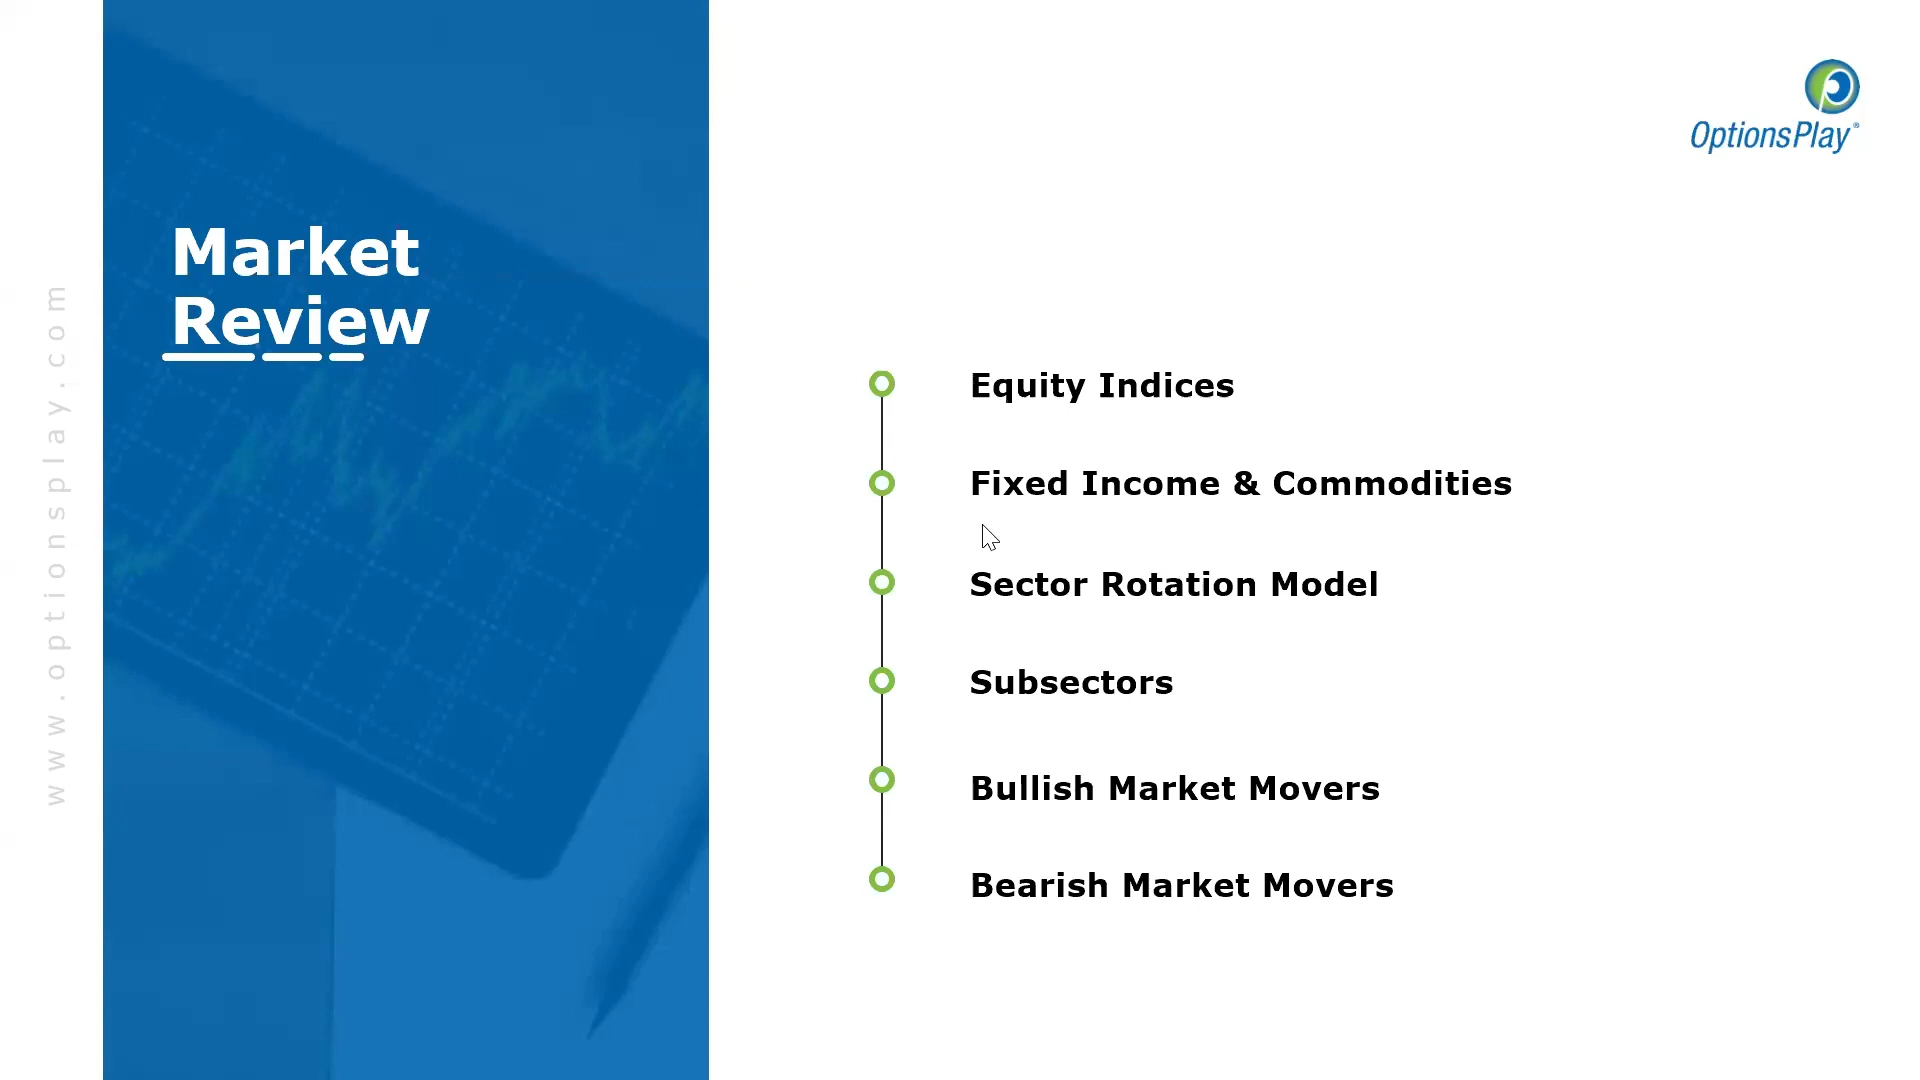 www.optionsplay.com
Market
Review
OptionsPlay®
Equity Indices
Fixed Income & Commodities
Sector Rotation Model
Subsectors
Bullish Market Movers
Bearish Market Movers